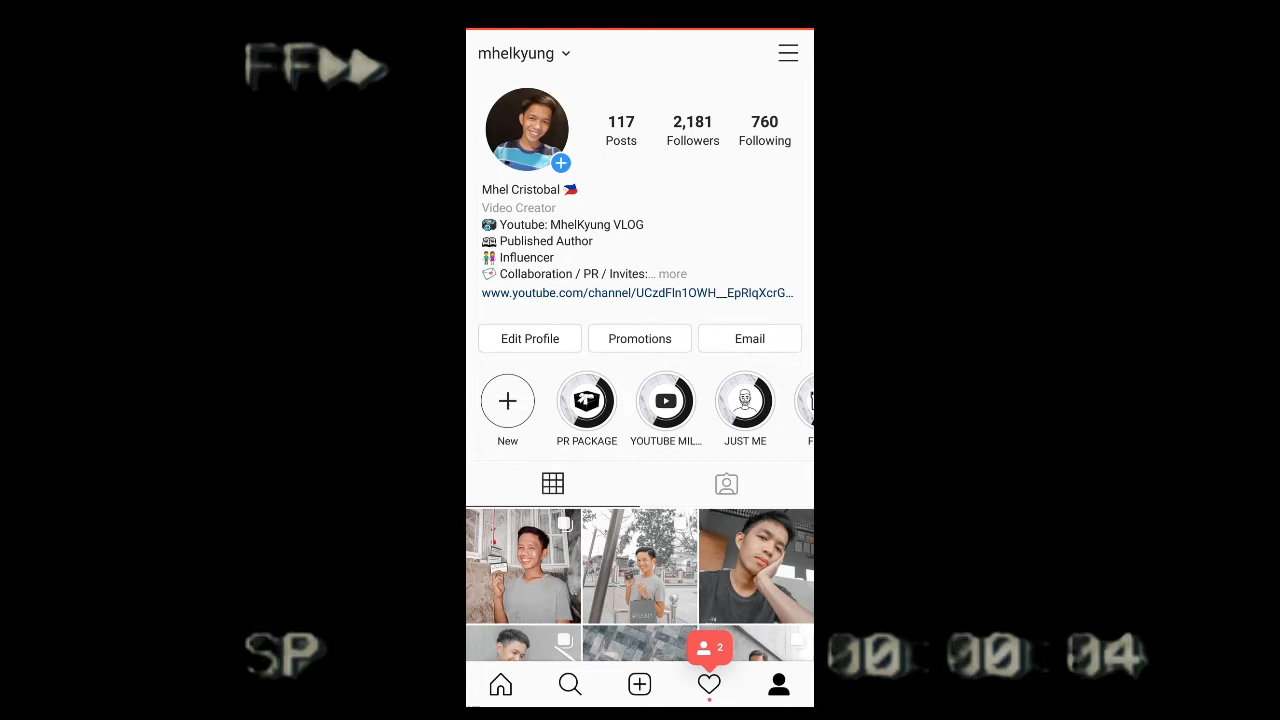 FF
mhelkyung
117
2,181
760
Posts
Followers
Following
Mhel Cristobal
Video Creator
Youtube: MhelKyung VLOG
Published Author
Influencer
Collaboration / PR / Invites:... more
www.youtube.com/channel/UCzdFln1OWH__EpRlqXcrG...
Edit Profile
Promotions
Email
New
PR PACKAGE
YOUTUBE MIL...
JUST ME
F
2
SP
00 : 00 : 04